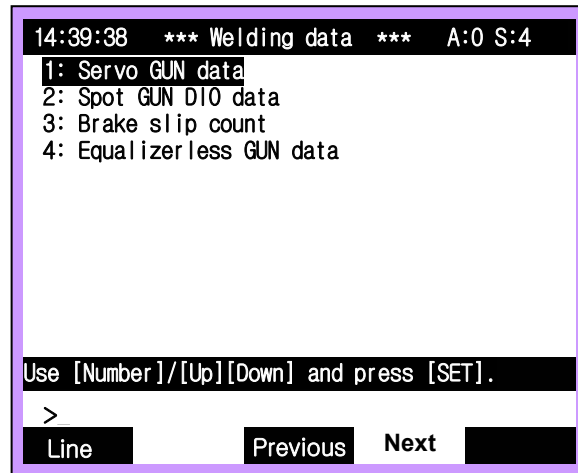 14:39:38 *** Welding data *** A:0 S:4
1: Servo GUN data
2: Spot GUN DIO data
3: Brake slip count
4: Equalizerless GUN data
Use [Number]/[Up][Down] and press [SET].
>_
Line Previous Next